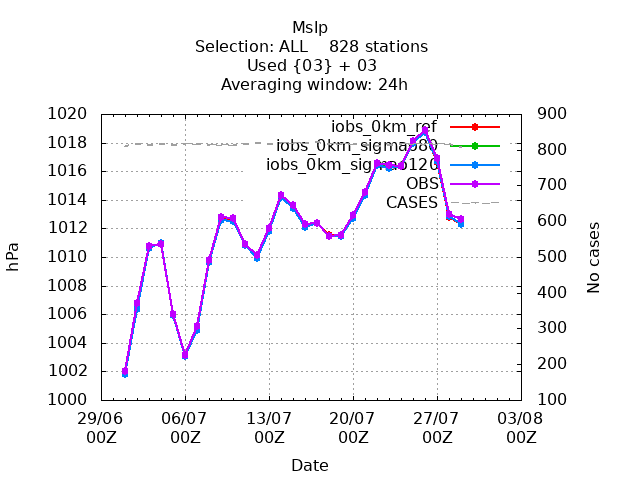 Mslp
Selection: ALL    828 stations
Used {03} + 03
Averaging window: 24h
1020
1018
1016
1014
1012
1010
1008
1006
1004
1002
1000
hPa
900
800
700
600
500
400
300
200
100
No cases
iobs_0km_ref
iobs_0km_sigmao80
iobs_0km_sigmao120
OBS
CASES
29/06 06/07 13/07 20/07 27/07 03/08
00Z 00Z 00Z 00Z 00Z 00Z
Date